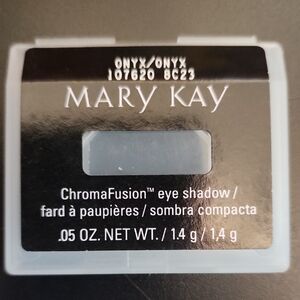 ONYX/ONYX
107620 8C23
MARY KAY
ChromaFusion™ eye shadow /
fard à paupières / sombra compacta
.05 OZ. NET WT. / 1.4 g / 1,4 g